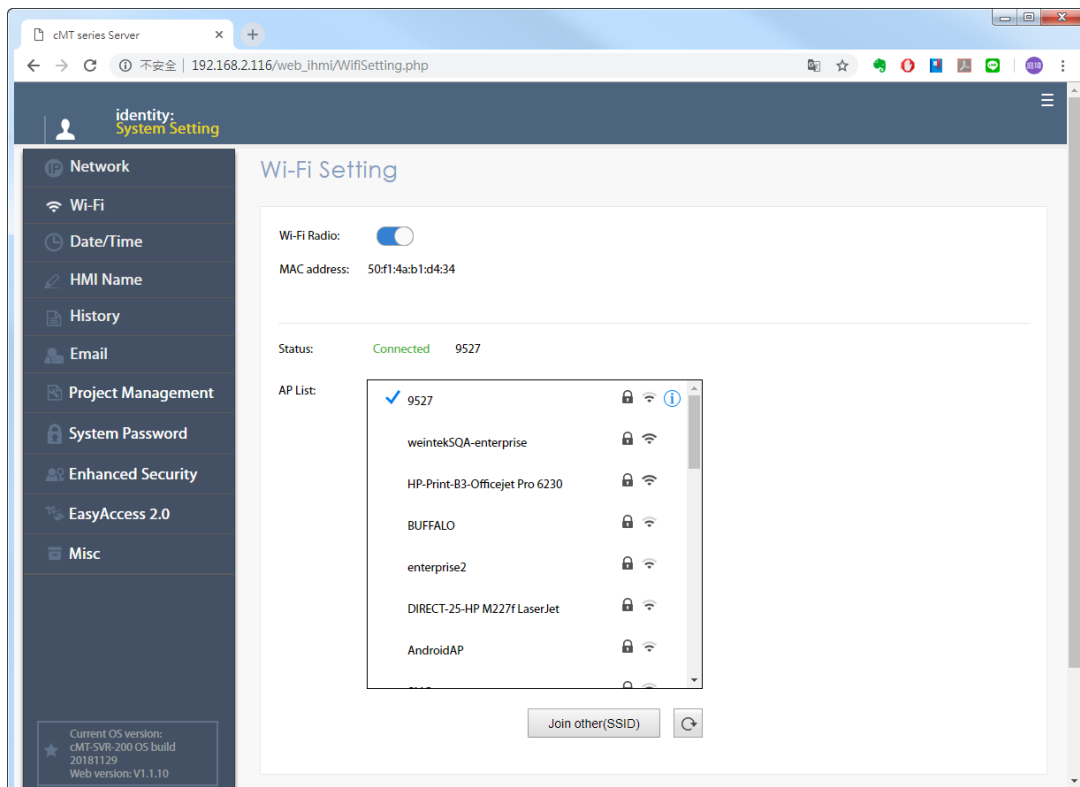 cMT series Server
不安全 | 192.168.2.116/web_ihmi/WifiSetting.php
identity:
System Setting
Network
Wi-Fi
Date/Time
HMI Name
History
Email
Project Management
System Password
Enhanced Security
EasyAccess 2.0
Misc
Current OS version:
cMT-SVR-200 OS build
20181129
Web version: V1.1.10
Wi-Fi Setting
Wi-Fi Radio:
MAC address: 50:f1:4a:b1:d4:34
Status: Connected 9527
AP List:
9527
weintekSQA-enterprise
HP-Print-B3-Officejet Pro 6230
BUFFALO
enterprise2
DIRECT-25-HP M227f LaserJet
AndroidAP
Join other(SSID)